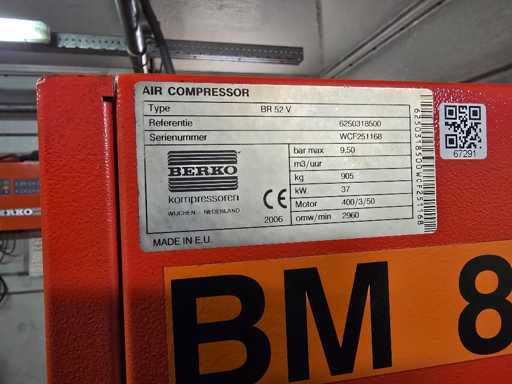 AIR COMPRESSOR
Type BR 52 V
Referentie 6250318500
Serienummer WCF251168
bar max 9,50
m3/uur
kg 905
kW 37
Motor 400/3/50
omw/min 2960
BERKO
kompressoren
WIJCHEN - NEDERLAND
CE
2006
MADE IN E.U.
6250318500WCF251168
67291
BM 8
BERKO